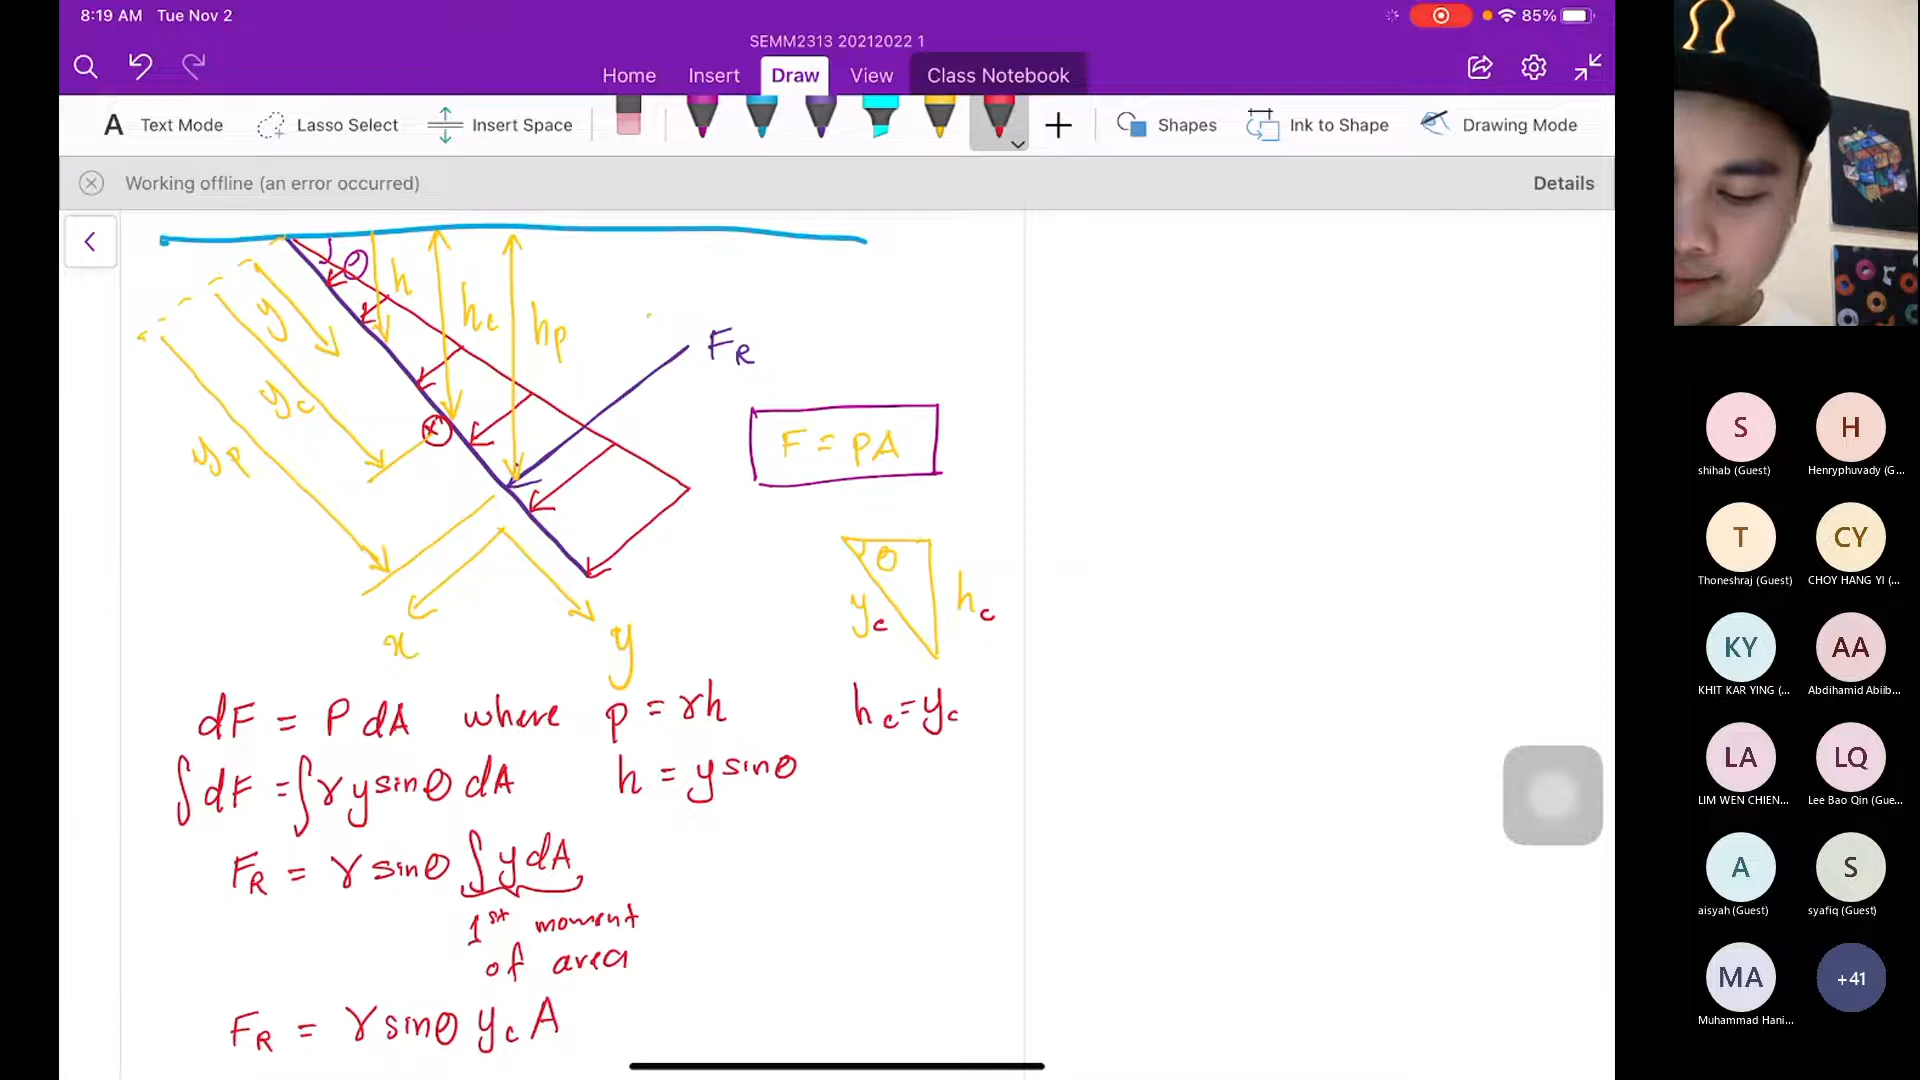 8:19 AM Tue Nov 2
85%
SEMM2313 20212022 1
Home Insert Draw View Class Notebook
A Text Mode Lasso Select Insert Space Shapes Ink to Shape Drawing Mode
Working offline (an error occurred)
Details
θ h hc hp
y
yc
yp
FR
F = PA
x
y
θ
yc hc
dF = P dA where p = γh
hc = yc
∫dF = ∫γ y sinθ dA h = y sinθ
FR = γ sinθ ∫y dA
1st moment
of area
FR = γ sinθ yc A
S
shihab (Guest)
H
Henryphuvady (G...
T
Thoneshraj (Guest)
CY
CHOY HANG YI (...
KY
KHIT KAR YING (...
AA
Abdihamid Abiib...
LA
LIM WEN CHIEN...
LQ
Lee Bao Qin (Gue...
A
aisyah (Guest)
S
syafiq (Guest)
MA
Muhammad Hani...
+41